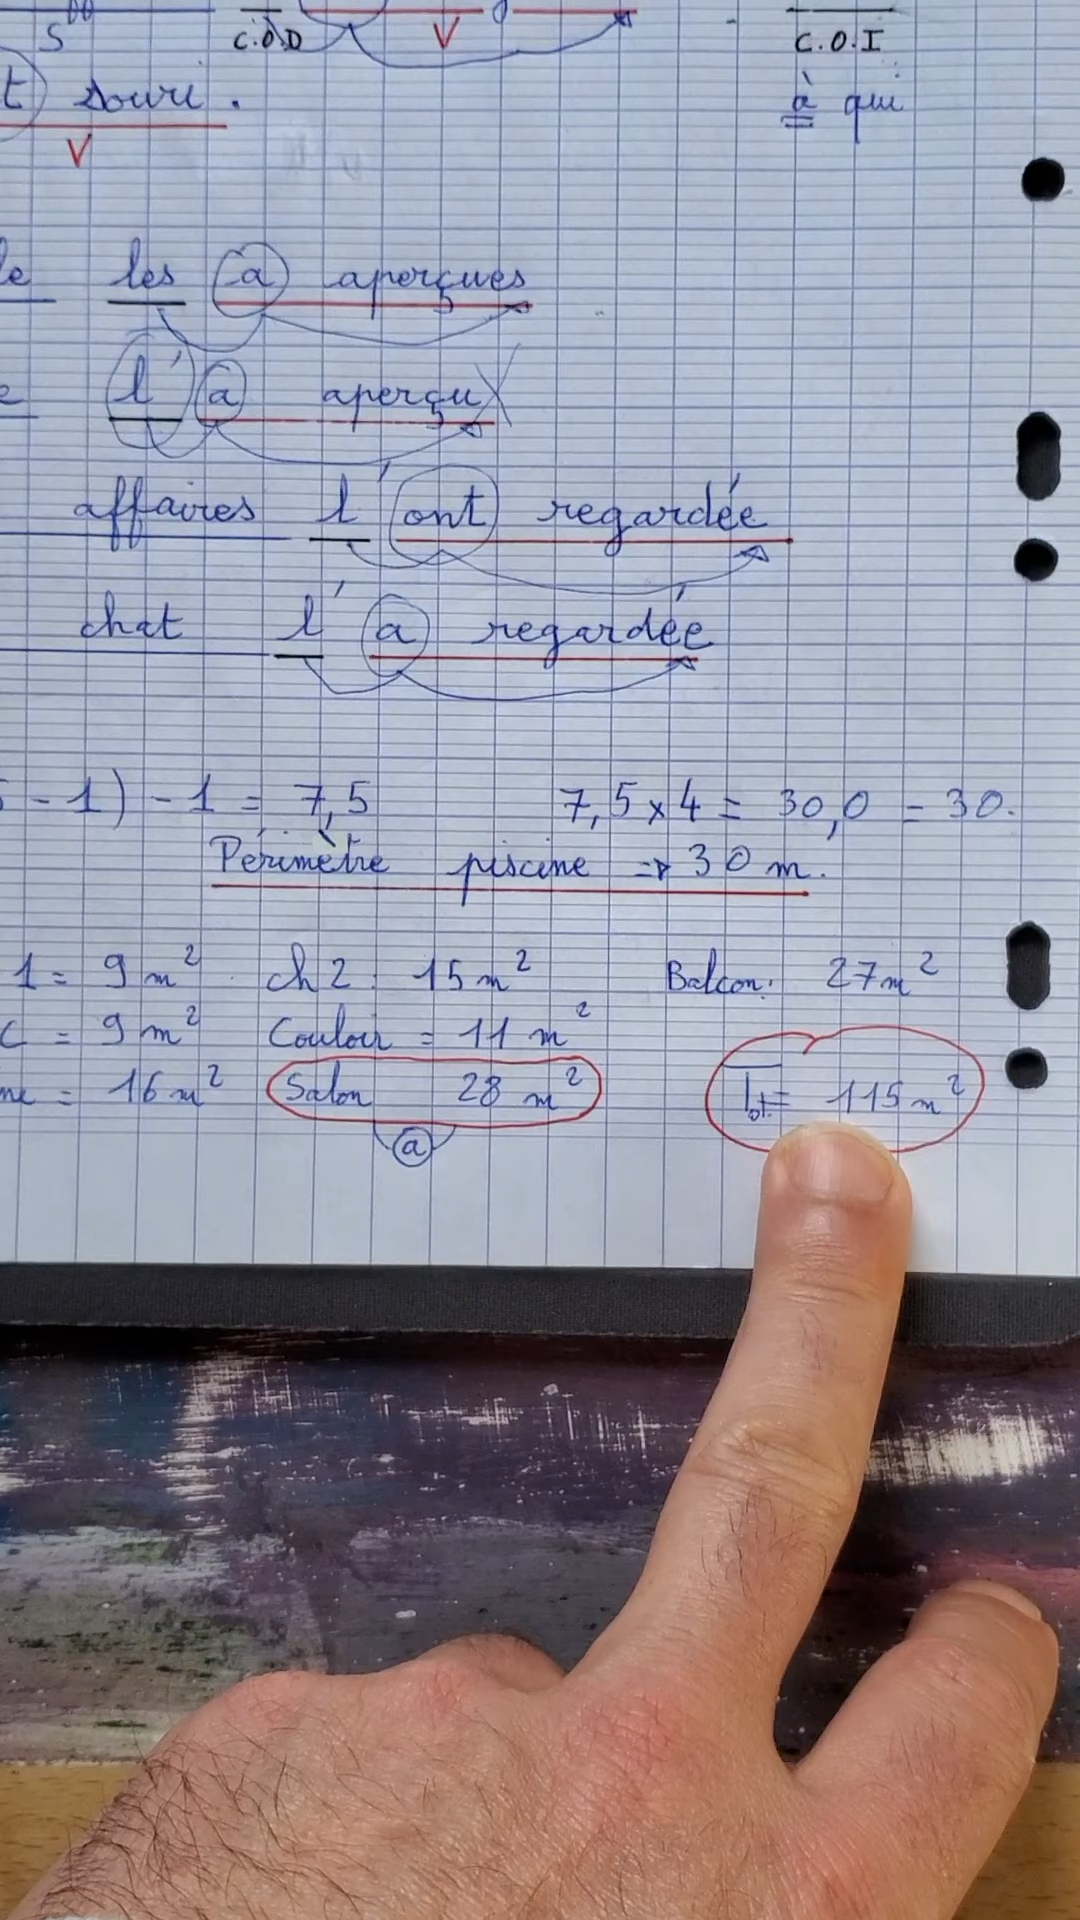 S C.O.D V C.O.I
t souri. à qui
V
les a aperçues
l'a aperçu
affaires l'ont regardée
chat l'a regardée
-1) -1 = 7,5 7,5 x 4 = 30,0 = 30.
Périmètre piscine => 30 m.
1 = 9 m² ch 2 : 15 m² Balcon: 27 m²
C = 9 m² Couloir = 11 m²
ne = 16 m² Salon 28 m² Tot. = 115 m²
a